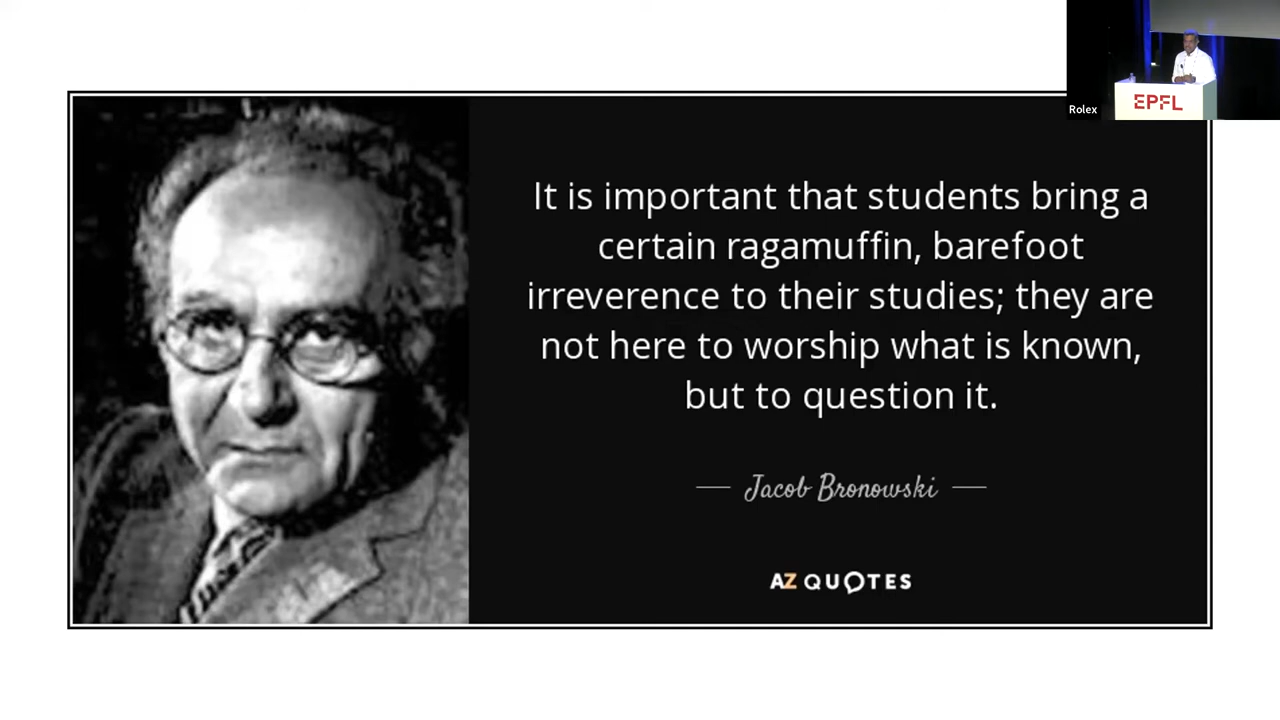 Rolex
EPFL
It is important that students bring a
certain ragamuffin, barefoot
irreverence to their studies; they are
not here to worship what is known,
but to question it.
Jacob Bronowski
AZ QUOTES